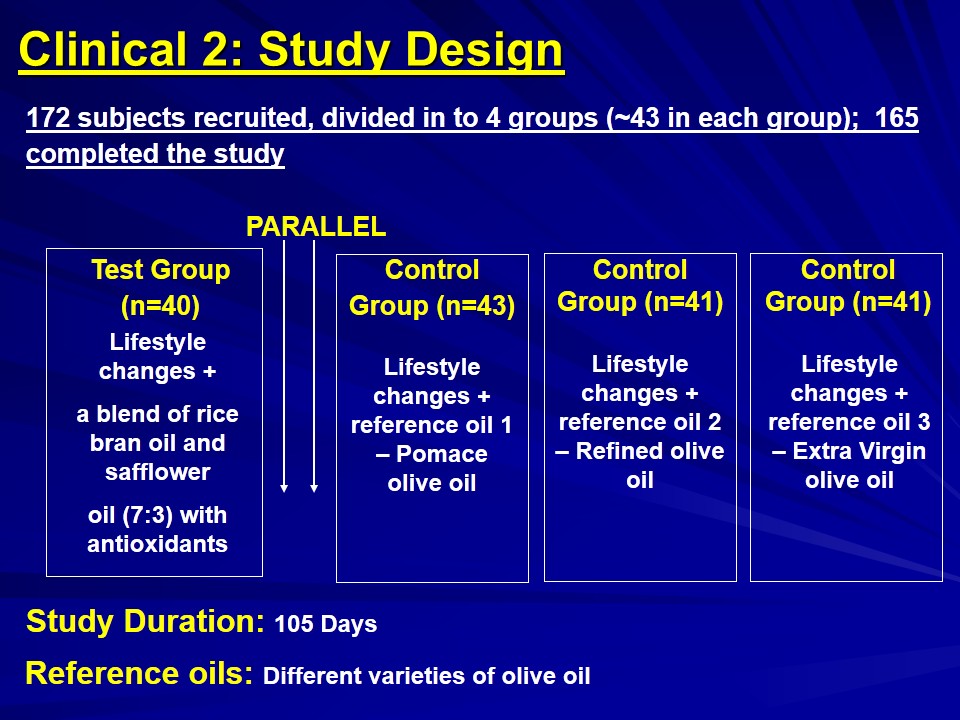 Clinical 2: Study Design
172 subjects recruited, divided in to 4 groups (~43 in each group);  165
completed the study
PARALLEL
Test Group
(n=40)
Lifestyle
changes +
a blend of rice
bran oil and
safflower
oil (7:3) with
antioxidants
Control
Group (n=43)
Lifestyle
changes +
reference oil 1
– Pomace
olive oil
Control
Group (n=41)
Lifestyle
changes +
reference oil 2
– Refined olive
oil
Control
Group (n=41)
Lifestyle
changes +
reference oil 3
– Extra Virgin
olive oil
Study Duration: 105 Days
Reference oils: Different varieties of olive oil